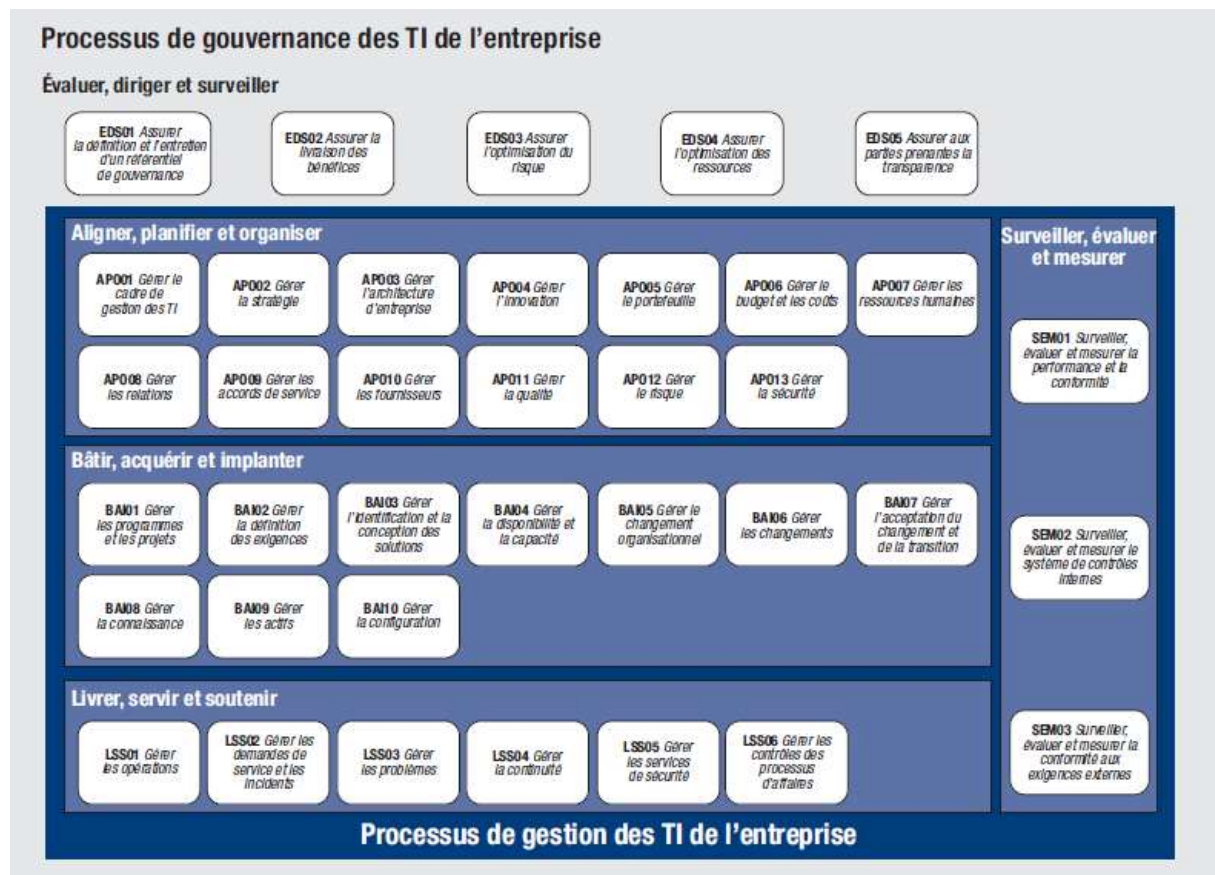 Processus de gouvernance des TI de l'entreprise
Évaluer, diriger et surveiller
EDS01 Assurer
la définition et l'entretien
d'un référentiel
de gouvernance
EDS02 Assurer la
livraison des
bénéfices
EDS03 Assurer
l'optimisation du
risque
EDS04 Assurer
l'optimisation des
ressources
EDS05 Assurer aux
parties prenantes la
transparence
Aligner, planifier et organiser
APO01 Gérer le
cadre de
gestion des TI
APO02 Gérer
la stratégie
APO03 Gérer
l'architecture
d'entreprise
APO04 Gérer
l'innovation
APO05 Gérer
le portefeuille
APO06 Gérer le
budget et les coûts
APO07 Gérer les
ressources humaines
APO08 Gérer
les relations
APO09 Gérer les
accords de service
APO10 Gérer
les fournisseurs
APO11 Gérer
la qualité
APO12 Gérer
le risque
APO13 Gérer
la sécurité
Bâtir, acquérir et implanter
BAI01 Gérer
les programmes
et les projets
BAI02 Gérer
la définition
des exigences
BAI03 Gérer
l'identification et la
conception des
solutions
BAI04 Gérer
la disponibilité et
la capacité
BAI05 Gérer le
changement
organisationnel
BAI06 Gérer
les changements
BAI07 Gérer
l'acceptation du
changement et
de la transition
BAI08 Gérer
la connaissance
BAI09 Gérer
les actifs
BAI10 Gérer
la configuration
Livrer, servir et soutenir
LSS01 Gérer
les opérations
LSS02 Gérer les
demandes de
service et les
incidents
LSS03 Gérer
les problèmes
LSS04 Gérer
la continuité
LSS05 Gérer
les services
de sécurité
LSS06 Gérer les
contrôles des
processus
d'affaires
Surveiller, évaluer
et mesurer
SEM01 Surveiller,
évaluer et mesurer la
performance et la
conformité
SEM02 Surveiller,
évaluer et mesurer le
système de contrôles
internes
SEM03 Surveiller,
évaluer et mesurer la
conformité aux
exigences externes
Processus de gestion des TI de l'entreprise